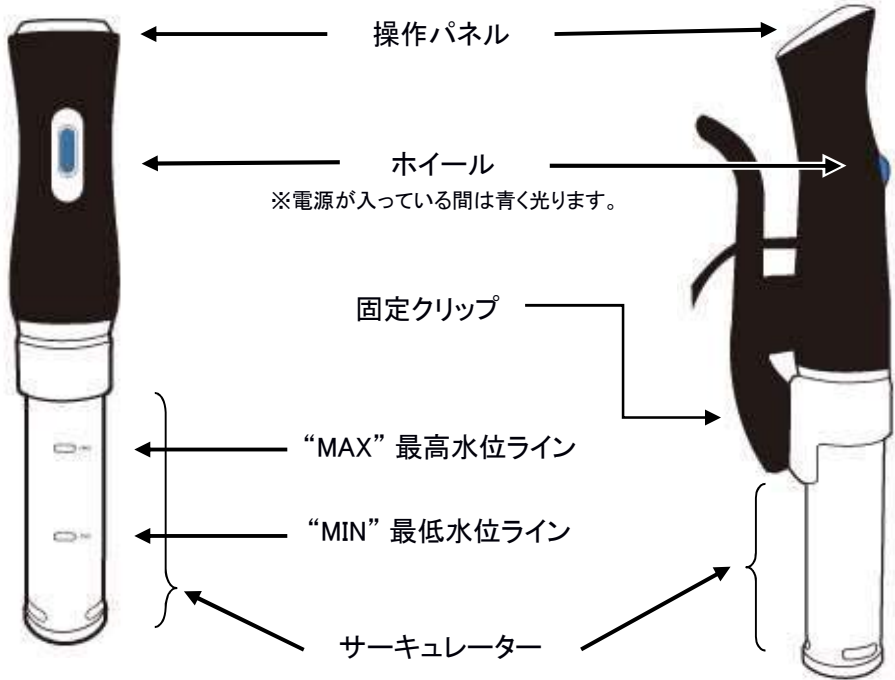 操作パネル
ホイール
※電源が入っている間は青く光ります。
固定クリップ
“MAX” 最高水位ライン
“MIN” 最低水位ライン
サーキュレーター